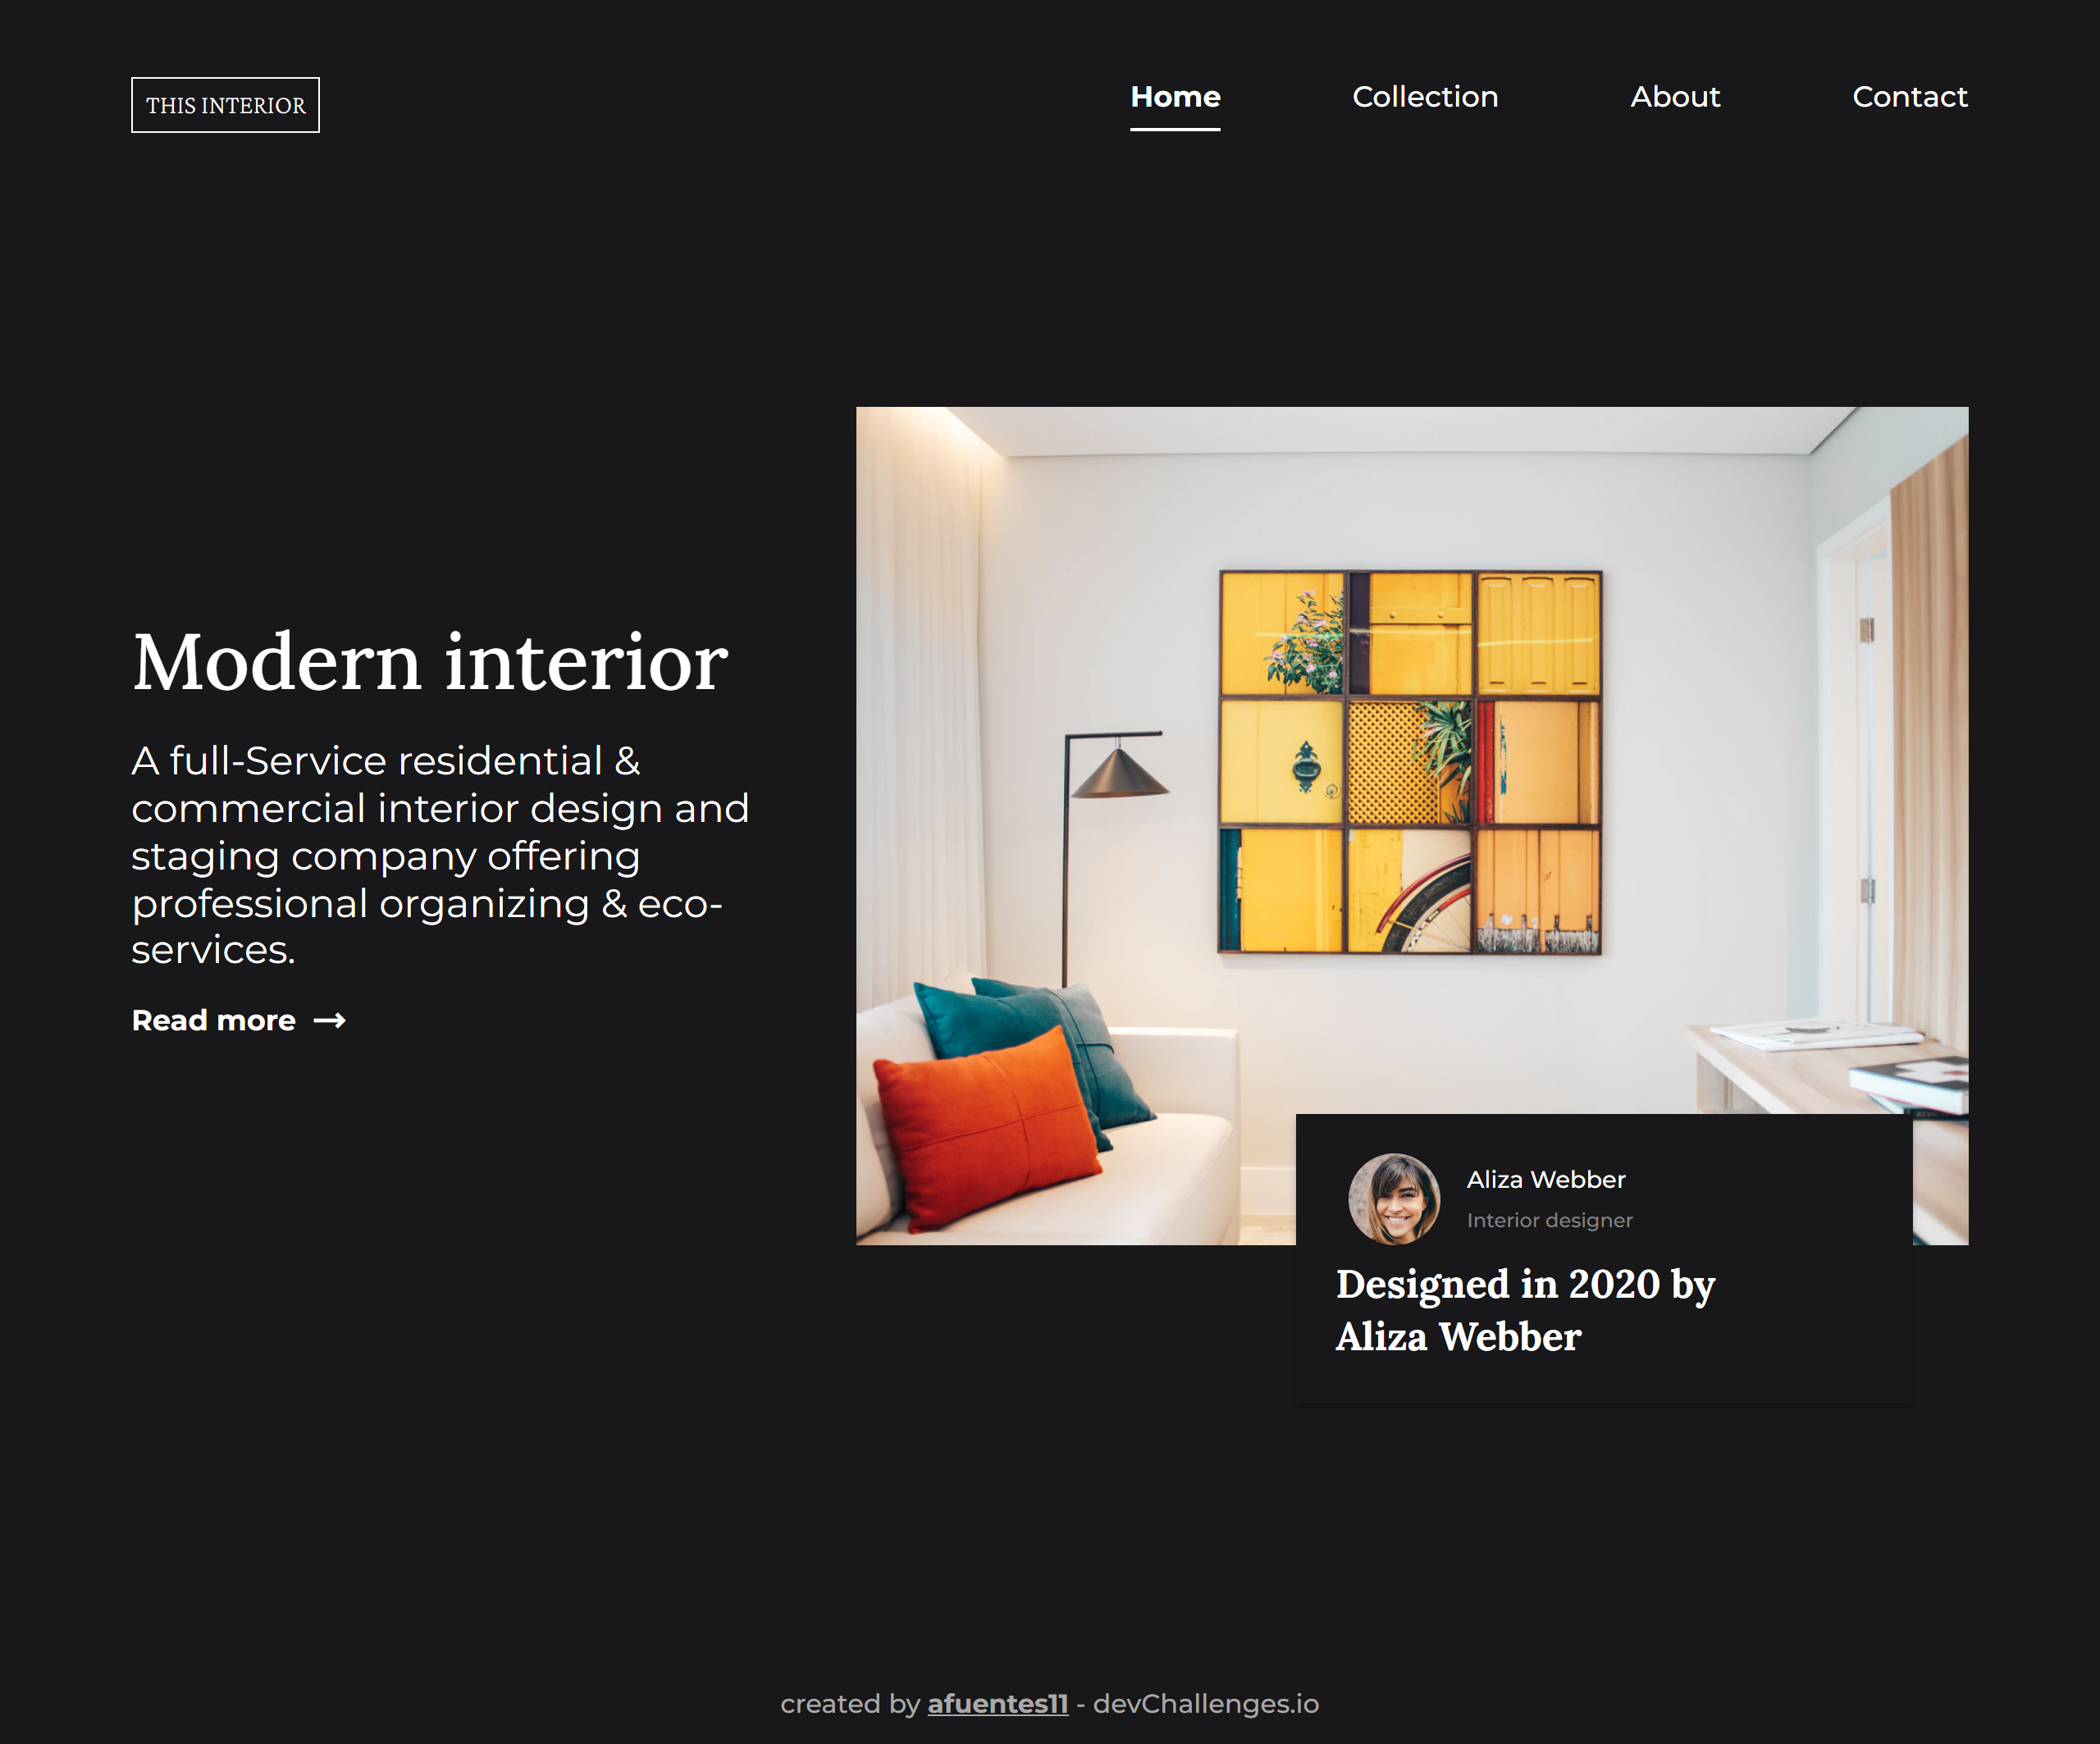 THIS INTERIOR
Home
Collection
About
Contact
Modern interior
A full-Service residential &
commercial interior design and
staging company offering
professional organizing & eco-
services.
Read more →
Aliza Webber
Interior designer
Designed in 2020 by
Aliza Webber
created by afuentes11 - devChallenges.io